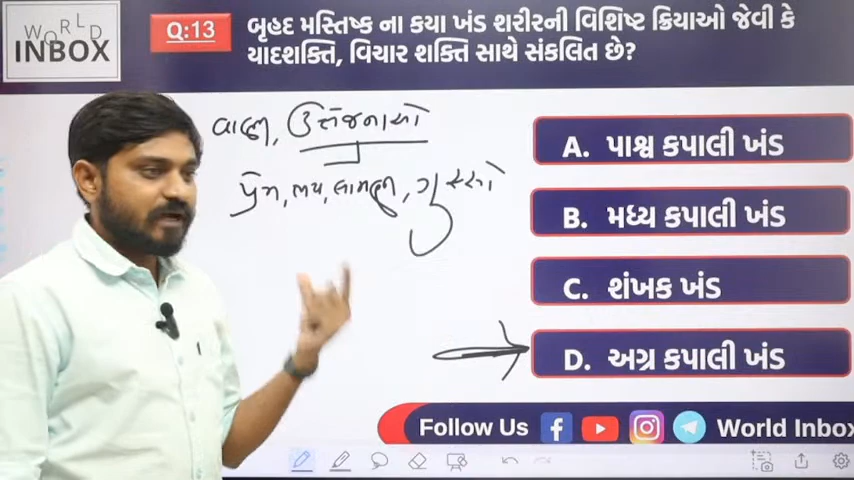 WORLD
INBOX
Q:13
બૃહદ મસ્તિષ્ક ના કયા ખંડ શરીરની વિશિષ્ટ ક્રિયાઓ જેવી કે
યાદશક્તિ, વિચાર શક્તિ સાથે સંકલિત છે?
વાણી, ઉત્તેજનાઓ
પ્રેમ, ભય, લાગણી, ગુસ્સો
A. પાશ્વ કપાલી ખંડ
B. મધ્ય કપાલી ખંડ
C. શંખક ખંડ
D. અગ્ર કપાલી ખંડ
Follow Us
World Inbox